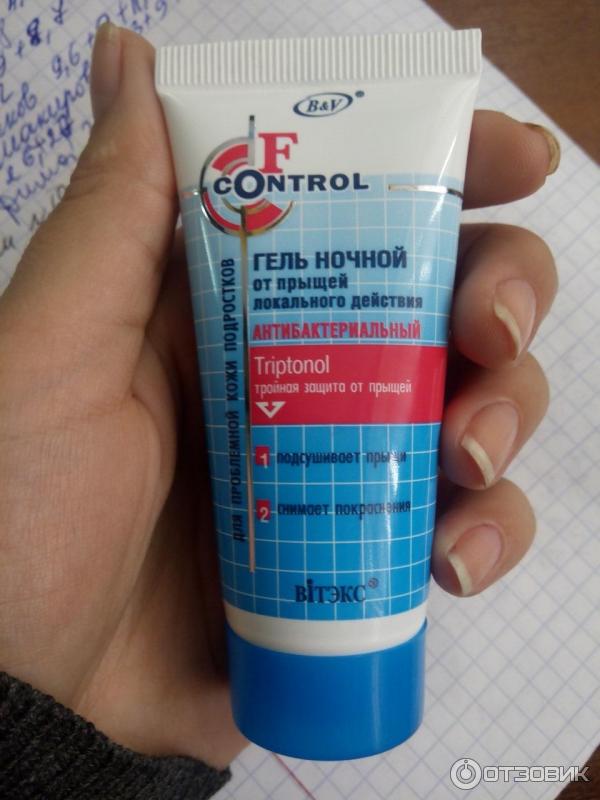 B&V®
F
CONTROL
ГЕЛЬ НОЧНОЙ
от прыщей
локального действия
АНТИБАКТЕРИАЛЬНЫЙ
Triptonol
тройная защита от прыщей
1 подсушивает прыщи
2 снимает покраснения
для проблемной кожи подростков
ВІТЭКС®
ОТЗОВИК